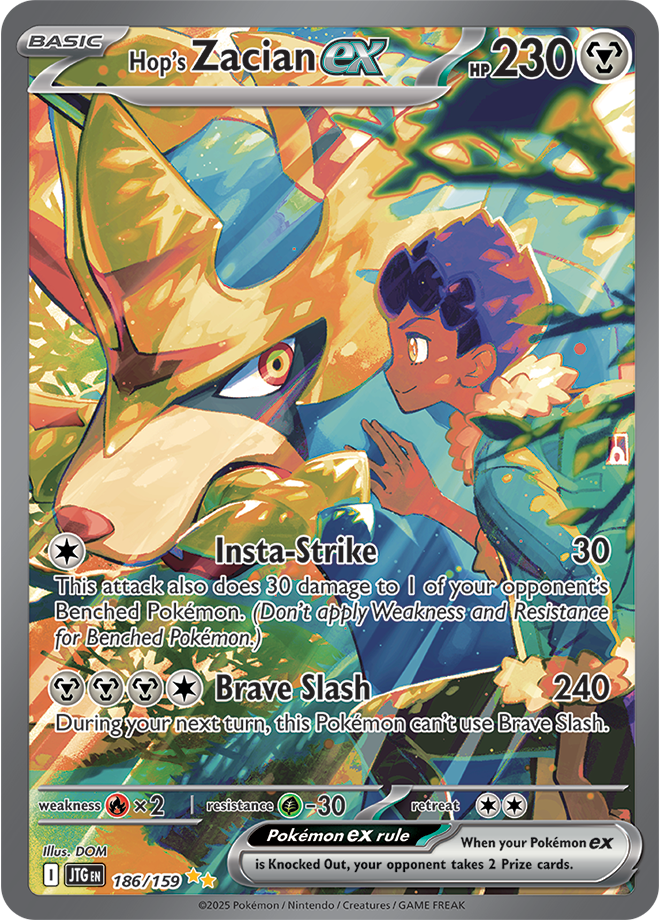 BASIC
Hop's Zacian ex HP 230
Insta-Strike 30
This attack also does 30 damage to 1 of your opponent's
Benched Pokémon. (Don't apply Weakness and Resistance
for Benched Pokémon.)
Brave Slash 240
During your next turn, this Pokémon can't use Brave Slash.
weakness ×2 resistance -30 retreat
Pokémon ex rule When your Pokémon ex
is Knocked Out, your opponent takes 2 Prize cards.
Illus. DOM
I JTG EN 186/159
©2025 Pokémon / Nintendo / Creatures / GAME FREAK